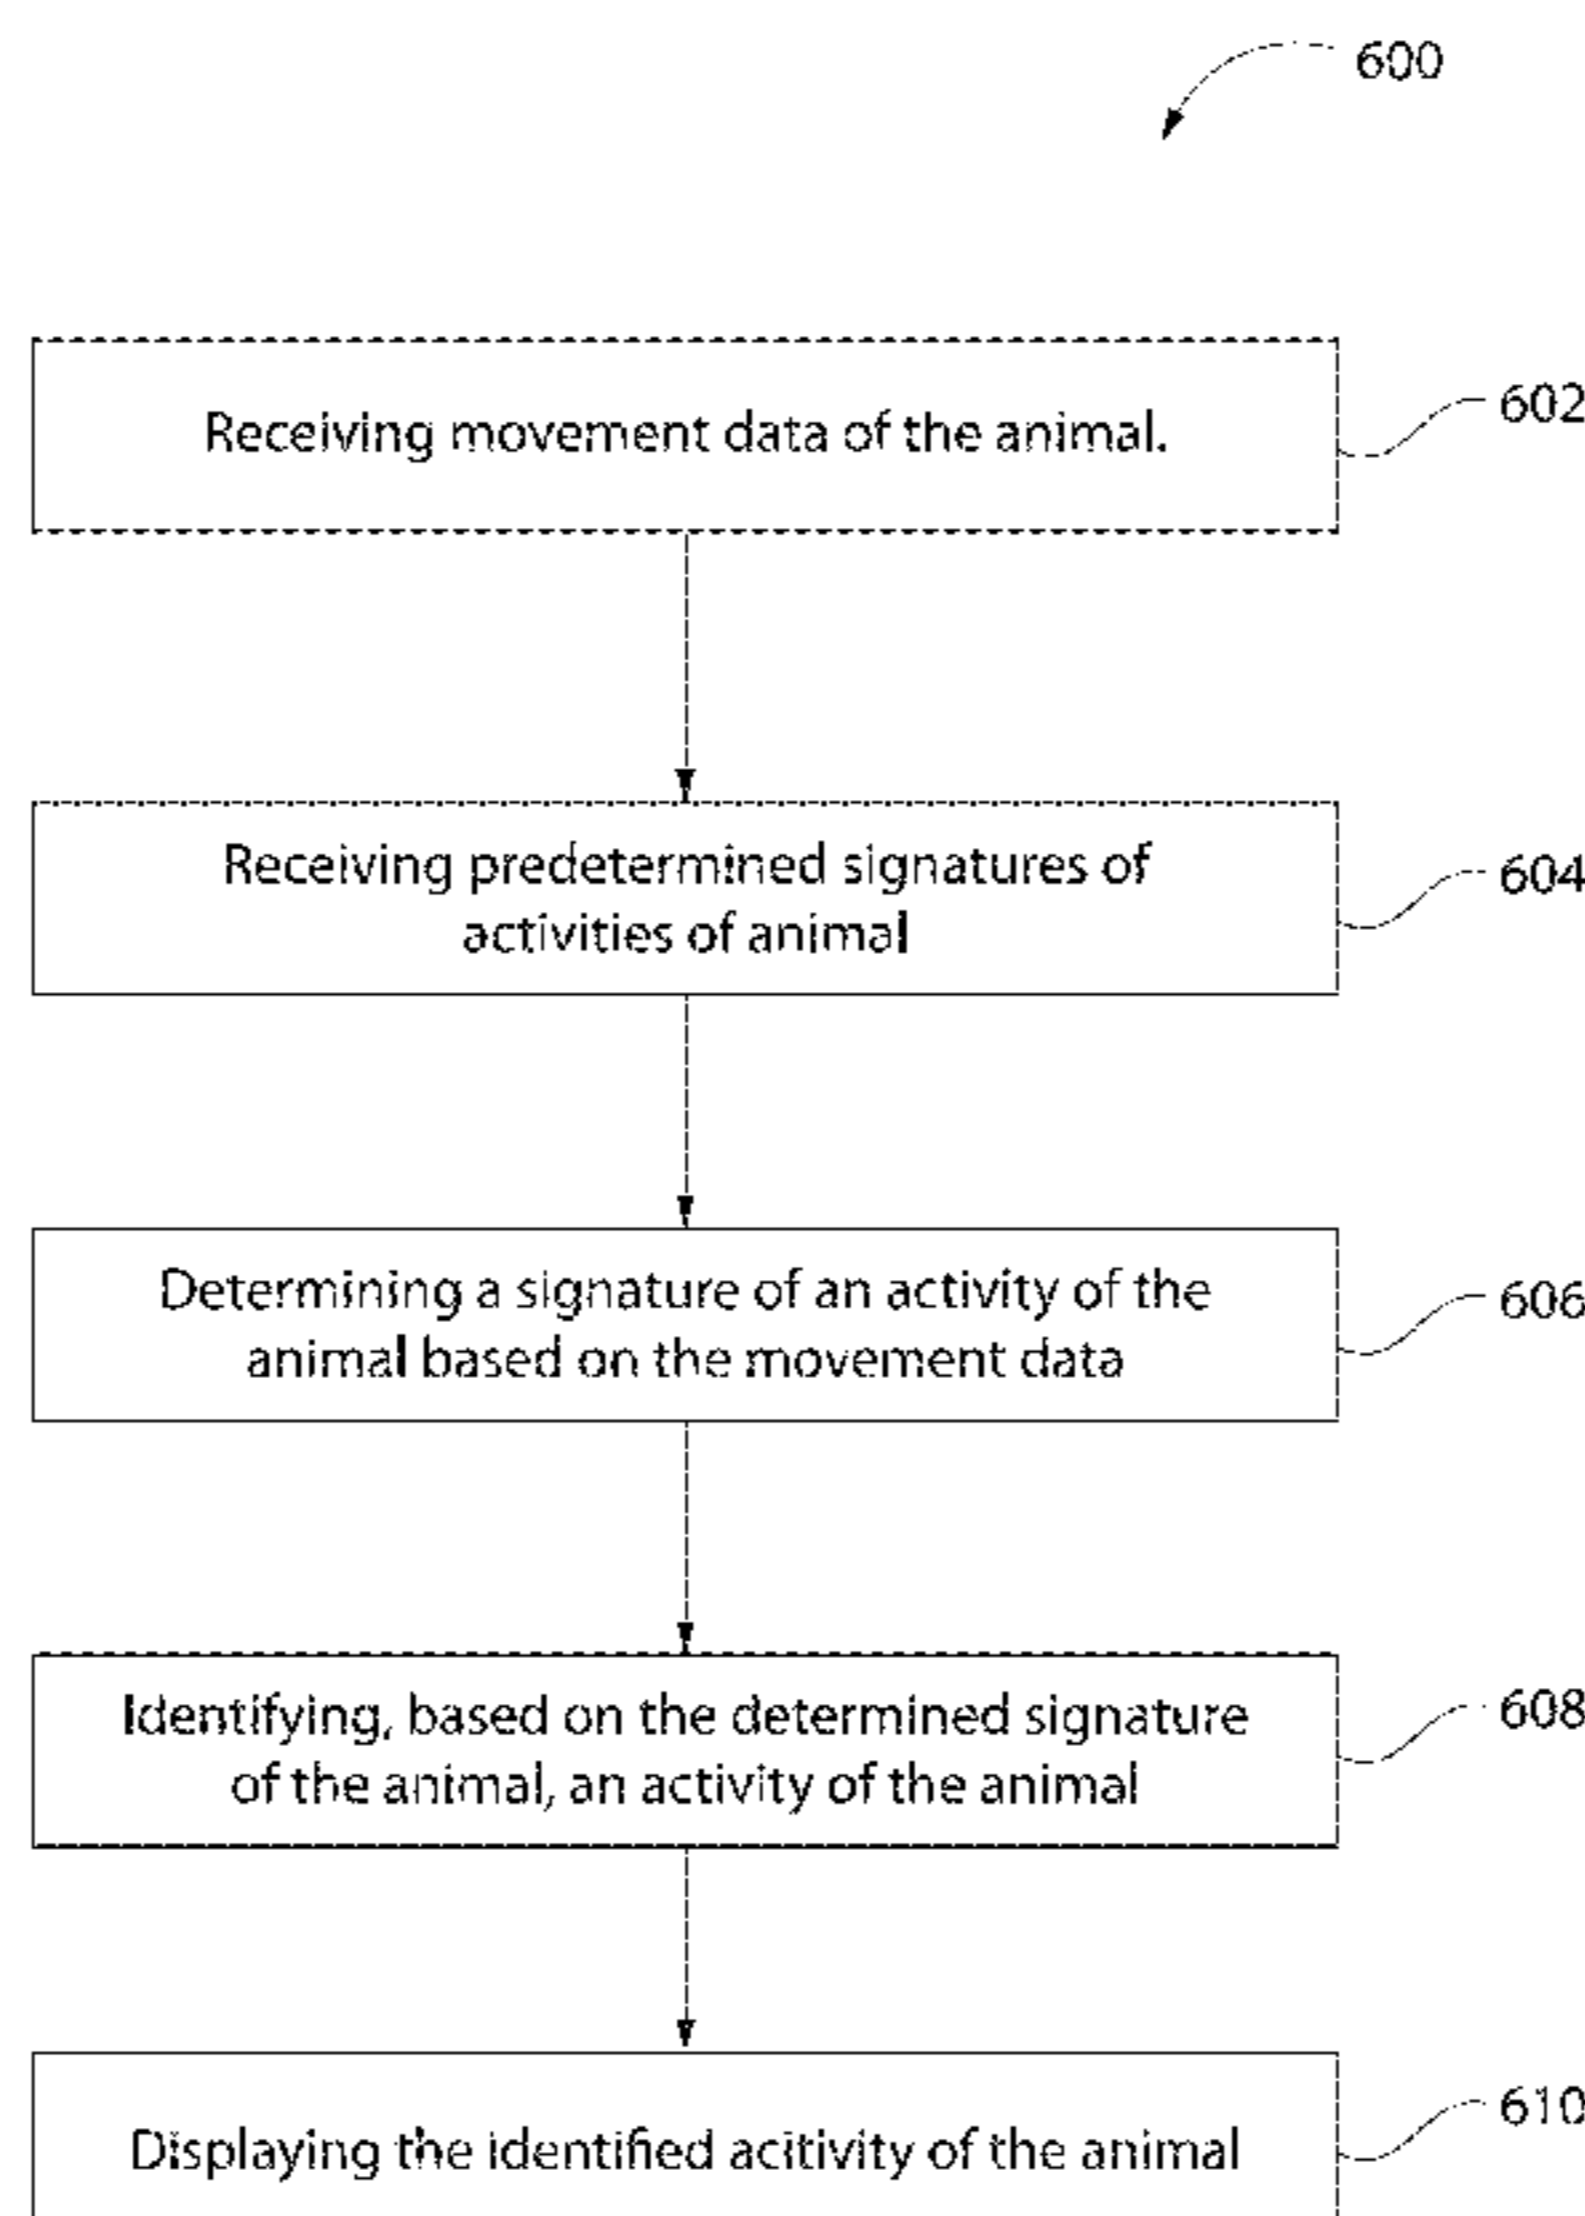 600
Receiving movement data of the animal.
602
Receiving predetermined signatures of
activities of animal
604
Determining a signature of an activity of the
animal based on the movement data
606
Identifying, based on the determined signature
of the animal, an activity of the animal
608
Displaying the identified acitivity of the animal
610